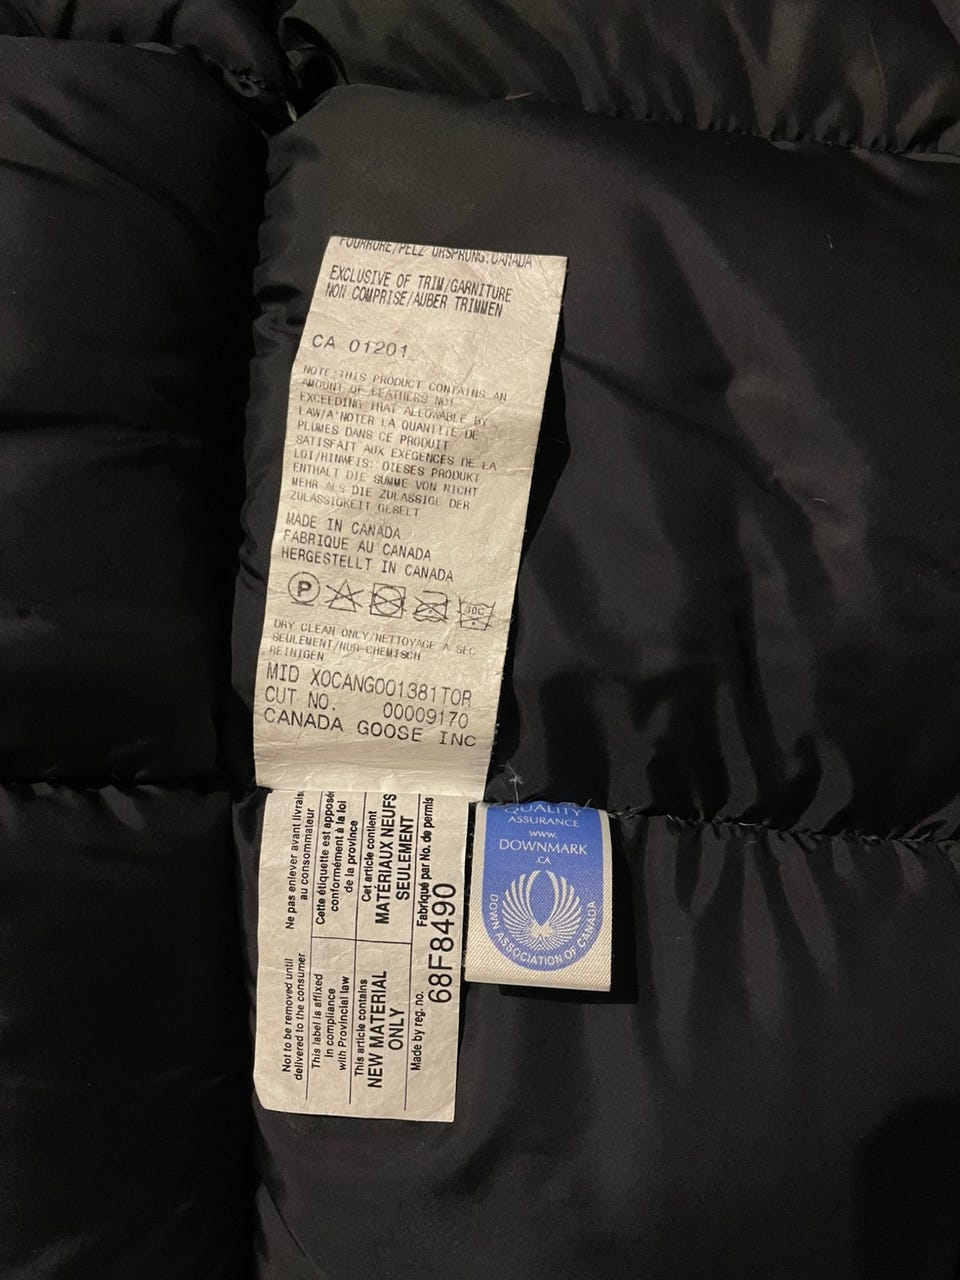 FOURRURE/PELZ URSPRUNG.CANADA
EXCLUSIVE OF TRIM/GARNITURE
NON COMPRISE/AUBER TRIMMEN
CA 01201
NOTE:THIS PRODUCT CONTAINS AN
AMOUNT OF FEATHERS NOT
EXCEEDING THAT ALLOWABLE BY
LAW/A'NOTER LA QUANTITE DE
PLUMES DANS CE PRODUIT
SATISFAIT AUX EXEGENCES DE LA
LOI/HINWEIS: DIESES PRODUKT
ENTHALT DIE SUMME VON NICHT
MEHR ALS DIE ZULASSIGE DER
ZULASSIGKEIT GESELT
MADE IN CANADA
FABRIQUE AU CANADA
HERGESTELLT IN CANADA
P
30C
DRY CLEAN ONLY/NETTOYAGE A SEC
SEULEMENT/NUR-CHEMISCH
REINIGEN
MID XOCANGO01381TOR
CUT NO. 00009170
CANADA GOOSE INC
Ne pas enlever avant livrais
au consommateur
Cette étiquette est apposé
conformément à la loi
de la province
Cet article contient
MATÉRIAUX NEUFS
SEULEMENT
Fabriqué par No. de permis
Not to be removed until
delivered to the consumer
This label is affixed
in compliance
with Provincial law
This article contains
NEW MATERIAL
ONLY
Made by reg. no.
68F8490
QUALITY
ASSURANCE
www.
DOWNMARK
.CA
DOWN ASSOCIATION OF CANADA